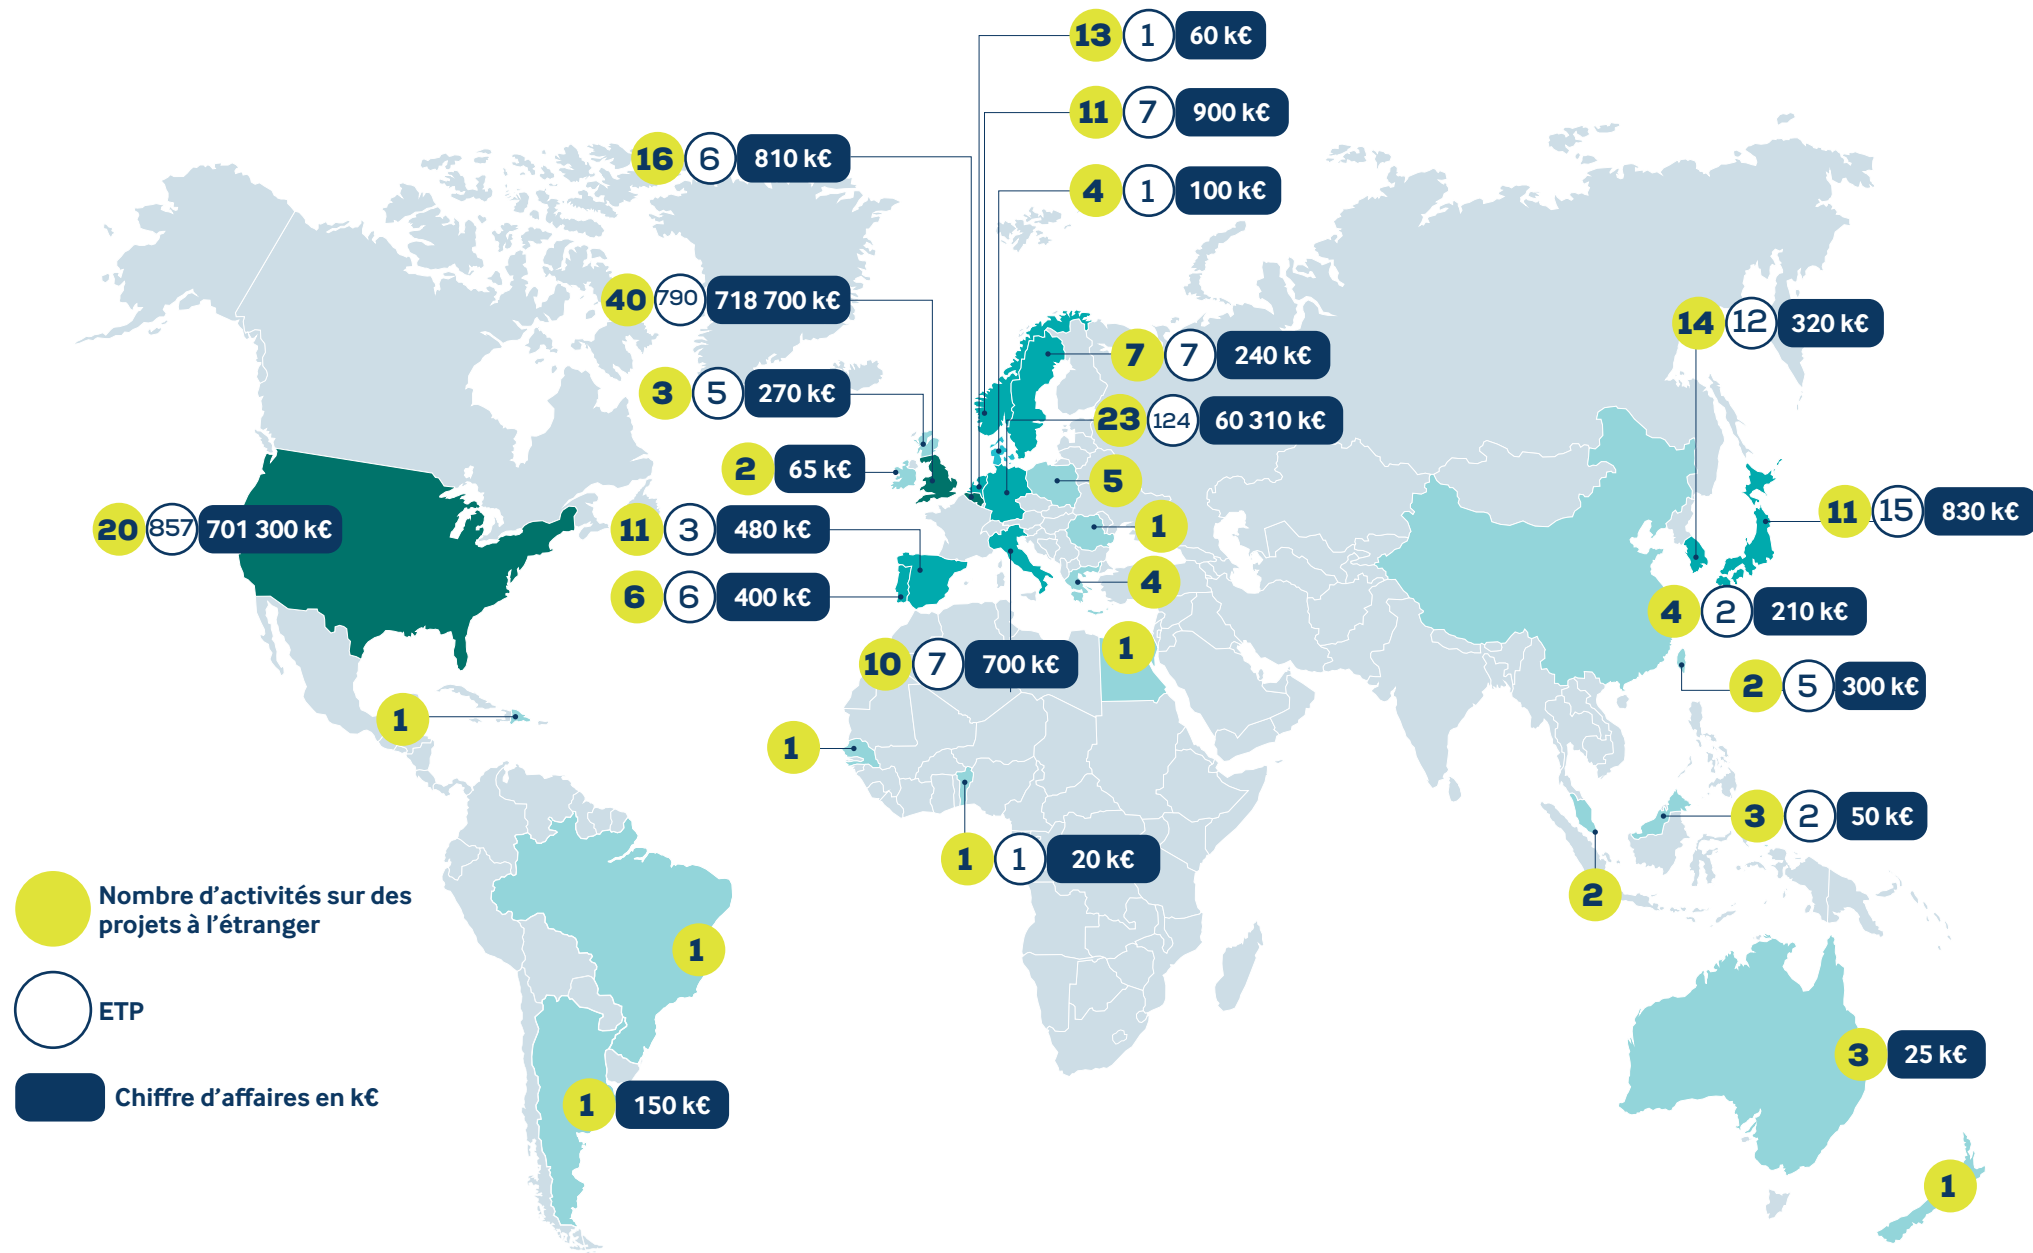 13 1 60 k€
11 7 900 k€
16 6 810 k€
4 1 100 k€
40 790 718 700 k€
14 12 320 k€
7 7 240 k€
3 5 270 k€
23 124 60 310 k€
2 65 k€
5
20 857 701 300 k€
11 3 480 k€
1
11 15 830 k€
4
6 6 400 k€
4 2 210 k€
1
10 7 700 k€
2 5 300 k€
1
1
3 2 50 k€
1 1 20 k€
2
Nombre d’activités sur des
projets à l’étranger
1
ETP
3 25 k€
Chiffre d’affaires en k€
1 150 k€
1